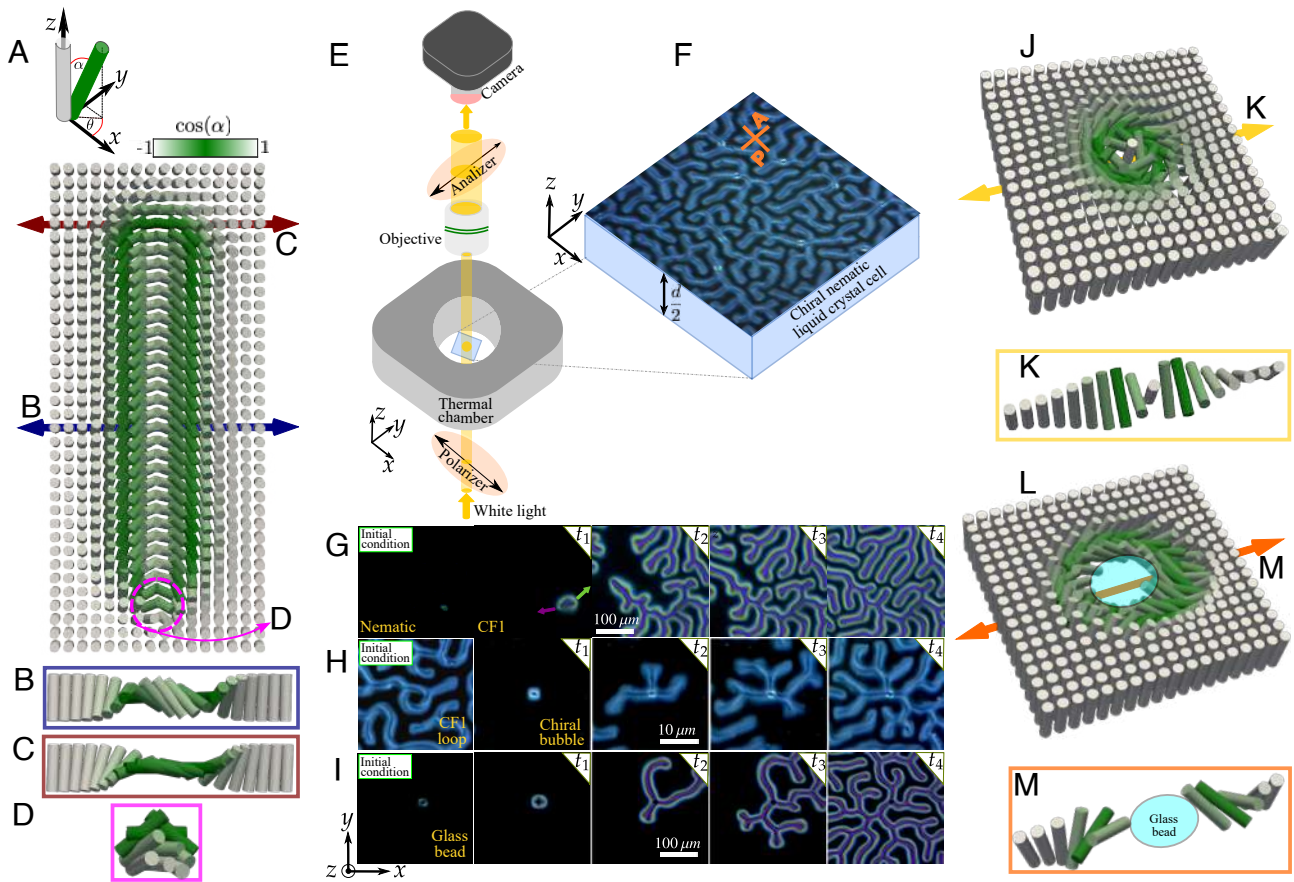 A
z
α
y
θ
x
cos(α)
-1
1
C
B
D
B
C
D
E
Camera
Analizer
Objective
Thermal
chamber
z
y
x
Polarizer
White light
F
A
P
z
y
x
d
2
Chiral nematic
liquid crystal cell
G
Initial
condition
Nematic
CF1
t1
t2
100 μm
t3
t4
H
Initial
condition
CF1
loop
Chiral
bubble
t1
t2
10 μm
t3
t4
I
Initial
condition
Glass
bead
t1
t2
100 μm
t3
t4
y
z
x
J
K
K
L
M
M
Glass
bead